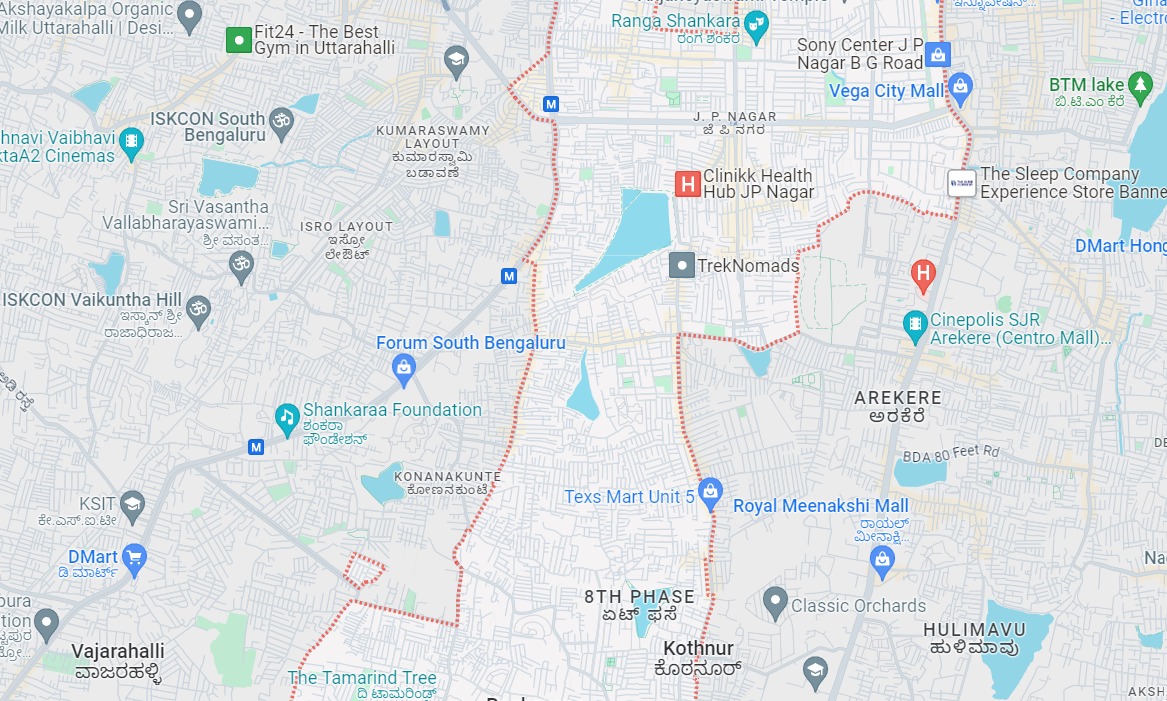 Akshayakalpa Organic
Milk Uttarahalli | Desi...
Fit24 - The Best
Gym in Uttarahalli
Ranga Shankara
ರಂಗ ಶಂಕರ
Sony Center J P
Nagar B G Road
Vega City Mall
BTM lake
ಬಿ.ಟಿ.ಎಂ ಕೆರೆ
- Electro
M
J. P. NAGAR
ಜೆ ಪಿ ನಗರ
ISKCON South
Bengaluru
KUMARASWAMY
LAYOUT
ಕುಮಾರಸ್ವಾಮಿ
ಬಡಾವಣೆ
hnavi Vaibhavi
ktaA2 Cinemas
H
Clinikk Health
Hub JP Nagar
The Sleep Company
Experience Store Banne
Sri Vasantha
Vallabharayaswami...
ಶ್ರೀ ವಸಂತ...
ISRO LAYOUT
ಇಸ್ರೋ
ಲೇಔಟ್
DMart Hong
M
TrekNomads
H
ISKCON Vaikuntha Hill
ಇಸ್ಕಾನ್ ಶ್ರೀ
ರಾಜಾಧಿರಾಜ...
Cinepolis SJR
Arekere (Centro Mall)...
Forum South Bengaluru
AREKERE
ಅರಕೆರೆ
Shankaraa Foundation
ಶಂಕರಾ
ಫೌಂಡೇಶನ್
M
BDA 80 Feet Rd
KONANAKUNTE
ಕೋಣನಕುಂಟೆ
Texs Mart Unit 5
KSIT
ಕೇ.ಎಸ್.ಐ.ಟೀ
Royal Meenakshi Mall
ರಾಯಲ್
ಮೀನಾಕ್ಷಿ...
DMart
ಡಿ ಮಾರ್ಟ್
Na
8TH PHASE
ಏಟ್ ಫಸೆ
Classic Orchards
HULIMAVU
ಹುಳಿಮಾವು
Vajarahalli
ವಾಜರಹಳ್ಳಿ
Kothnur
ಕೊಠನೂರ್
The Tamarind Tree
ದಿ ಟಾಮರಿಂಡ್
AKSH